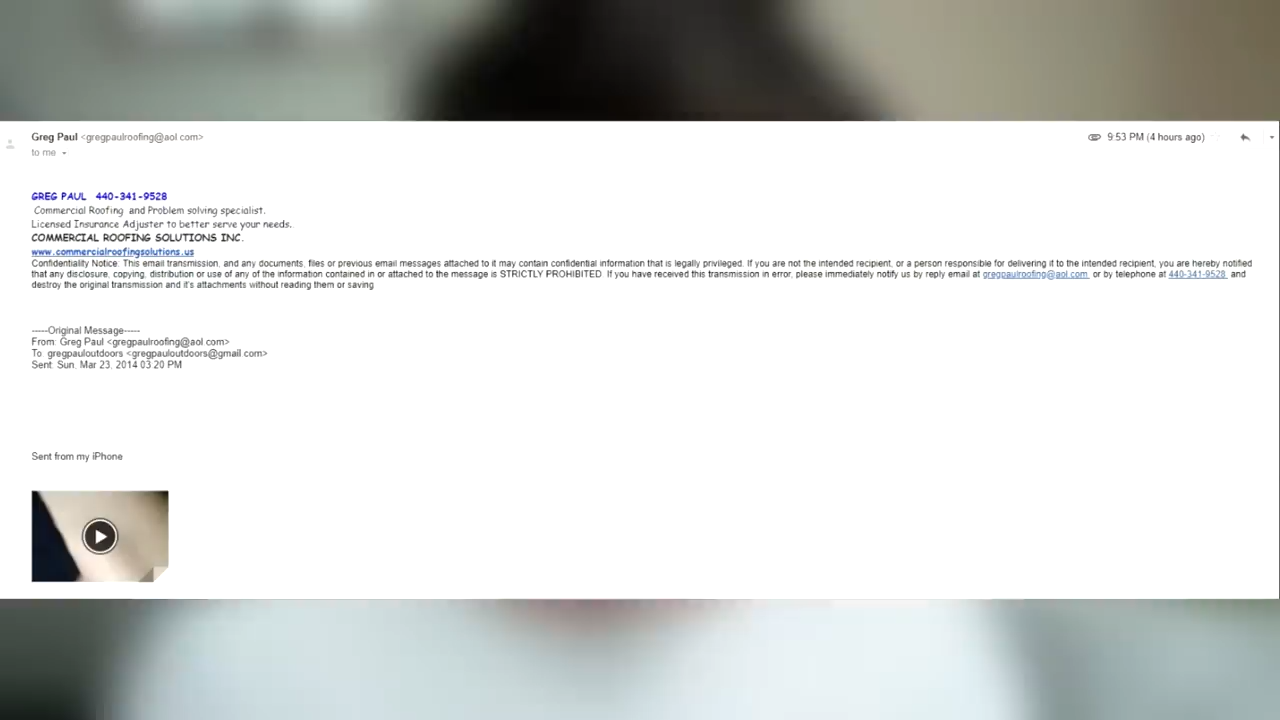 Greg Paul <gregpaulroofing@aol.com>
9:53 PM (4 hours ago)
to me
GREG PAUL 440-341-9528
Commercial Roofing and Problem solving specialist.
Licensed Insurance Adjuster to better serve your needs.
COMMERCIAL ROOFING SOLUTIONS INC.
www.commercialroofingsolutions.us
Confidentiality Notice. This email transmission, and any documents, files or previous email messages attached to it may contain confidential information that is legally privileged. If you are not the intended recipient, or a person responsible for delivering it to the intended recipient, you are hereby notified
that any disclosure, copying, distribution or use of any of the information contained in or attached to the message is STRICTLY PROHIBITED. If you have received this transmission in error, please immediately notify us by reply email at gregpaulroofing@aol.com or by telephone at 440-341-9528 and
destroy the original transmission and it's attachments without reading them or saving
-----Original Message-----
From: Greg Paul <gregpaulroofing@aol.com>
To: gregpauloutdoors <gregpauloutdoors@gmail.com>
Sent: Sun, Mar 23, 2014 03:20 PM
Sent from my iPhone